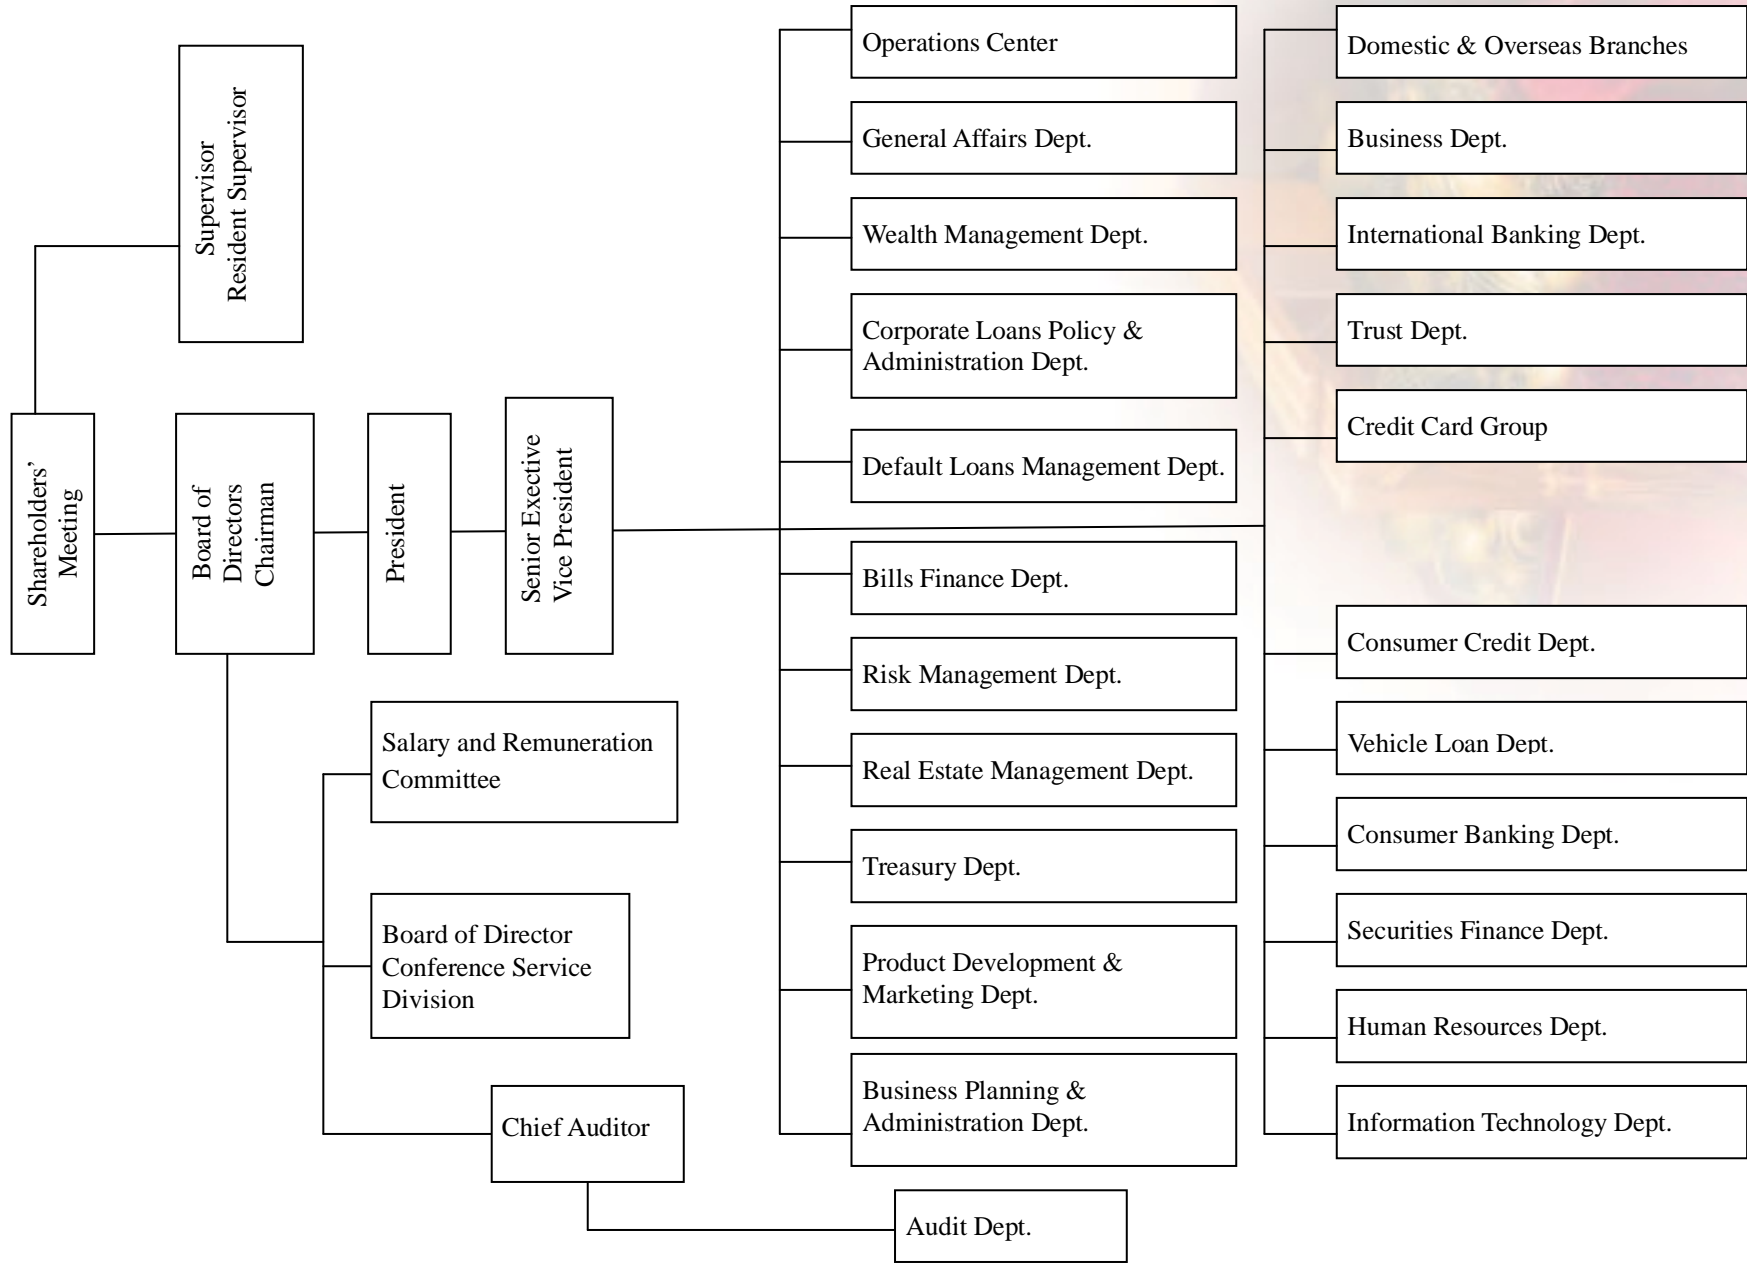 Supervisor
Resident Supervisor
Shareholders’
Meeting
Board of
Directors
Chairman
President
Senior Exective
Vice President
Salary and Remuneration
Committee
Board of Director
Conference Service
Division
Chief Auditor
Audit Dept.
Operations Center
General Affairs Dept.
Wealth Management Dept.
Corporate Loans Policy &
Administration Dept.
Default Loans Management Dept.
Bills Finance Dept.
Risk Management Dept.
Real Estate Management Dept.
Treasury Dept.
Product Development &
Marketing Dept.
Business Planning &
Administration Dept.
Domestic & Overseas Branches
Business Dept.
International Banking Dept.
Trust Dept.
Credit Card Group
Consumer Credit Dept.
Vehicle Loan Dept.
Consumer Banking Dept.
Securities Finance Dept.
Human Resources Dept.
Information Technology Dept.